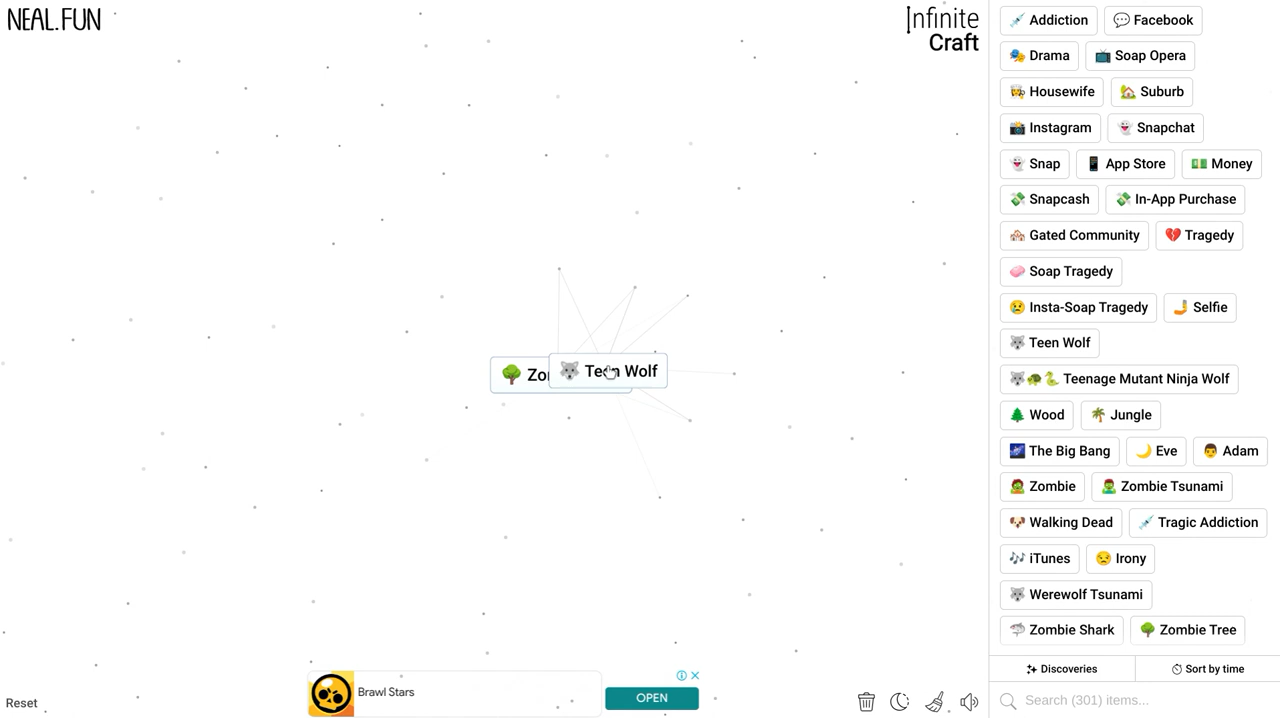 NEAL.FUN
Infinite
Craft
Addiction Facebook
Drama Soap Opera
Housewife Suburb
Instagram Snapchat
Snap App Store Money
Snapcash In-App Purchase
Gated Community Tragedy
Soap Tragedy
Insta-Soap Tragedy Selfie
Teen Wolf
Teenage Mutant Ninja Wolf
Wood Jungle
The Big Bang Eve Adam
Zombie Zombie Tsunami
Walking Dead Tragic Addiction
iTunes Irony
Werewolf Tsunami
Zombie Shark Zombie Tree
Discoveries Sort by time
Search (301) items...
Teen Wolf
Brawl Stars
OPEN
Reset